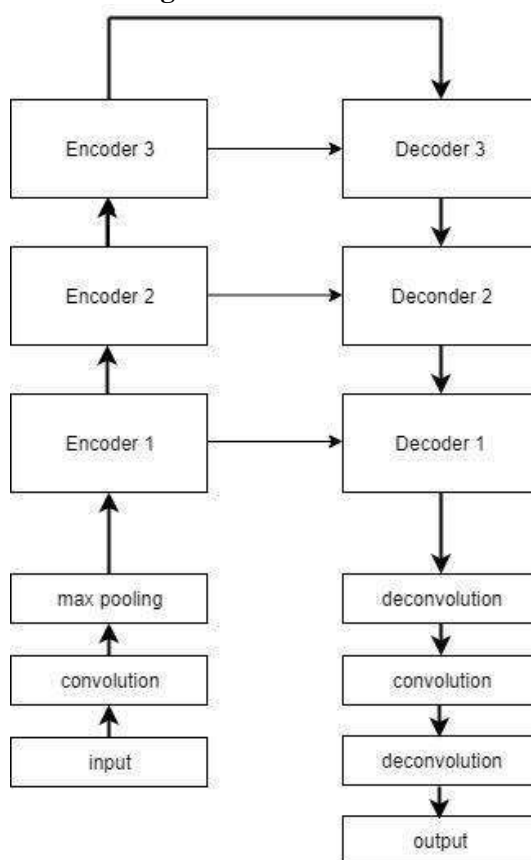 Encoder 3
Decoder 3
Encoder 2
Deconder 2
Encoder 1
Decoder 1
max pooling
deconvolution
convolution
convolution
input
deconvolution
output